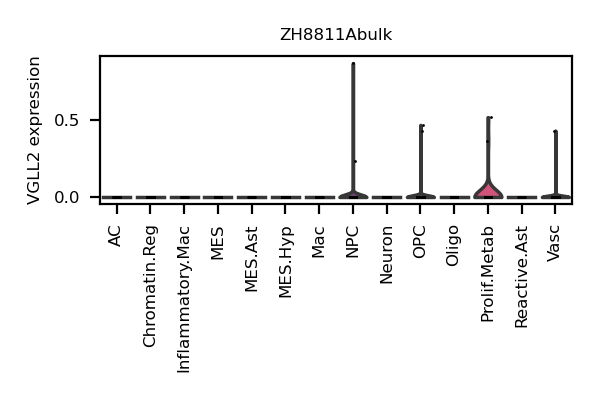 ZH8811Abulk
VGLL2 expression
0.5
0.0
AC
Chromatin.Reg
Inflammatory.Mac
MES
MES.Ast
MES.Hyp
Mac
NPC
Neuron
OPC
Oligo
Prolif.Metab
Reactive.Ast
Vasc